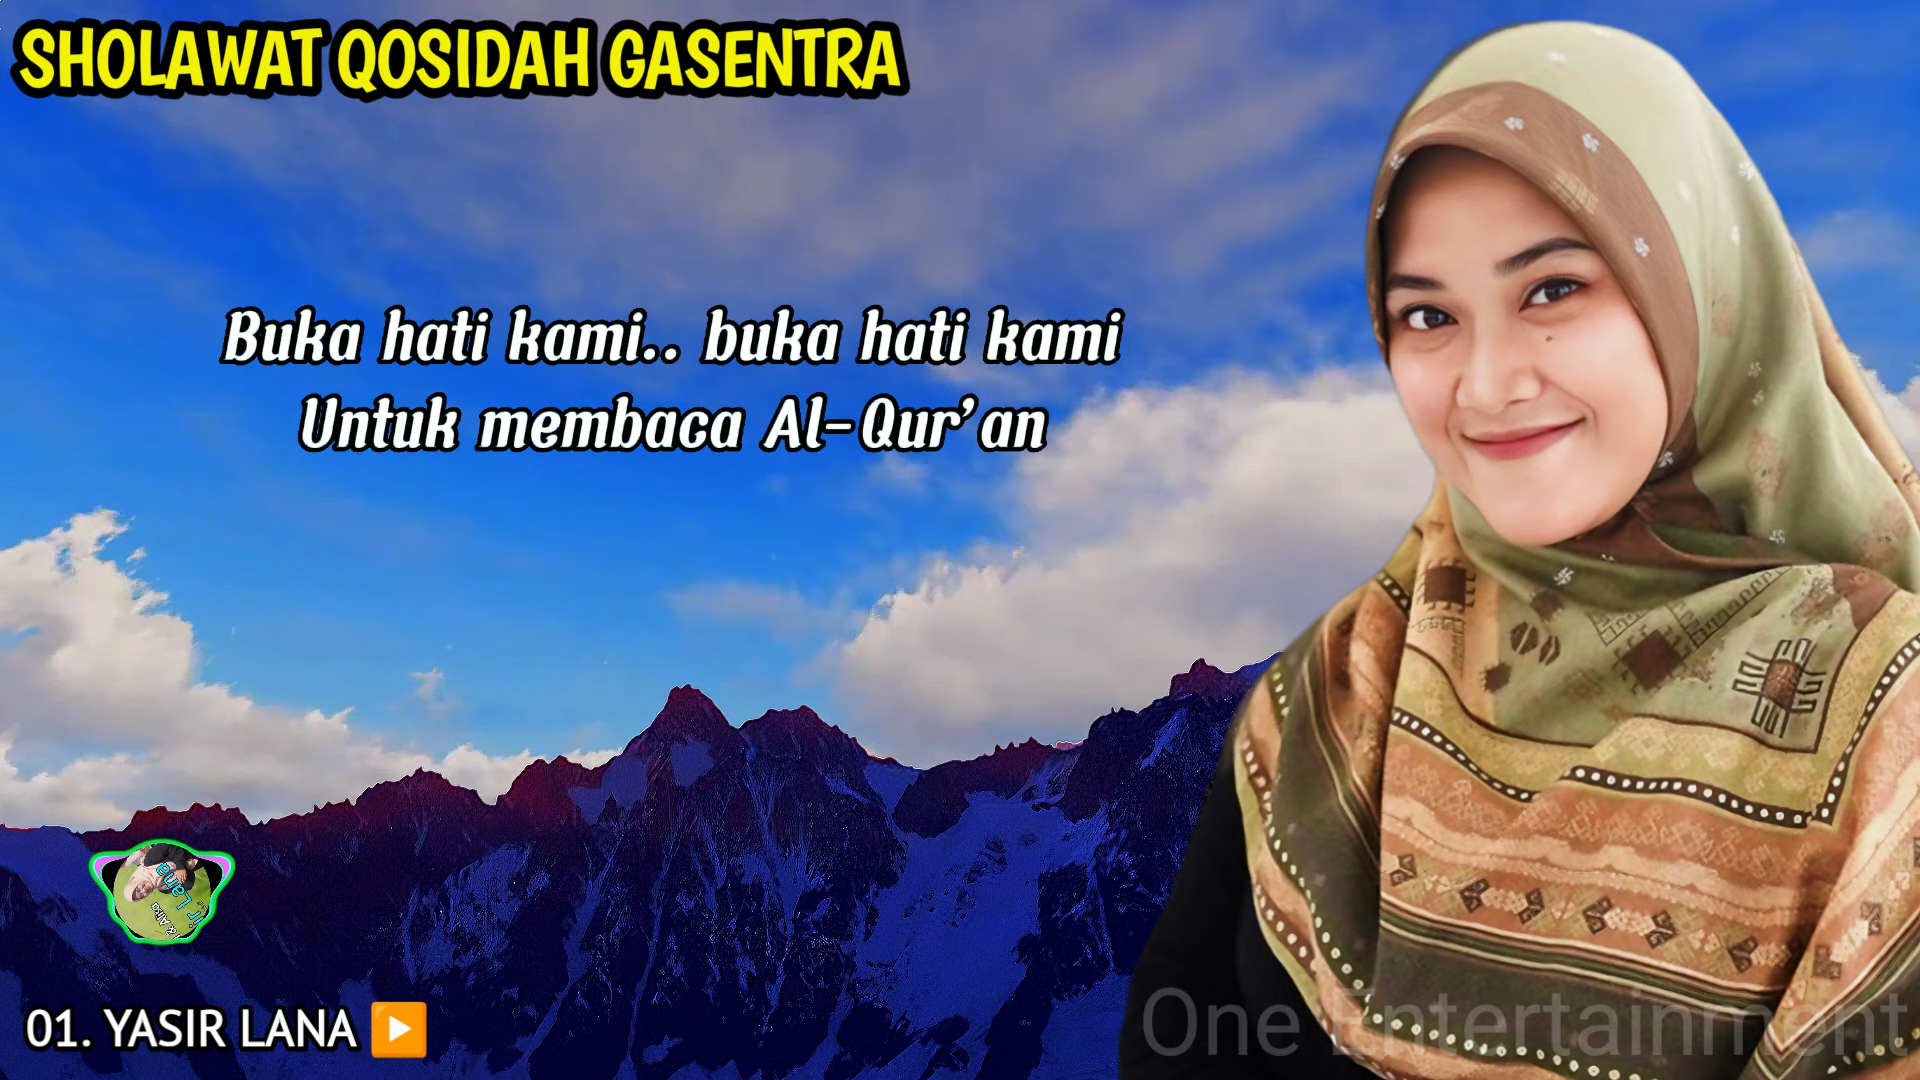 SHOLAWAT QOSIDAH GASENTRA
Buka hati kami.. buka hati kami
Untuk membaca Al-Qur'an
01. YASIR LANA
One Entertainment